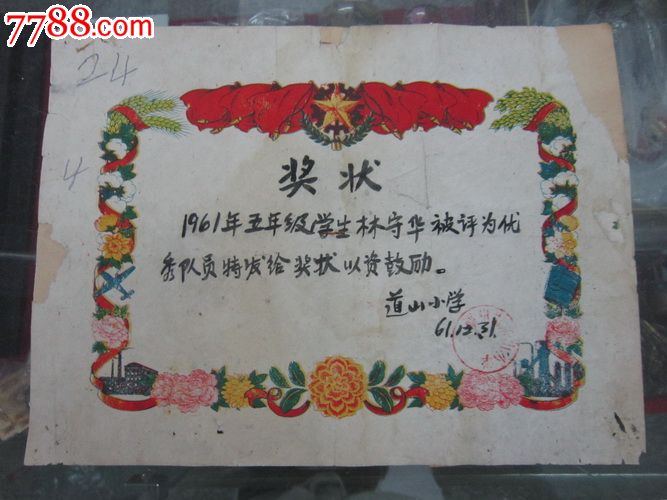 7788.com
24
4
奖状
1961年五年级学生林守华被评为优
秀队员特发给奖状以资鼓励。
道山小学
61.12.31.